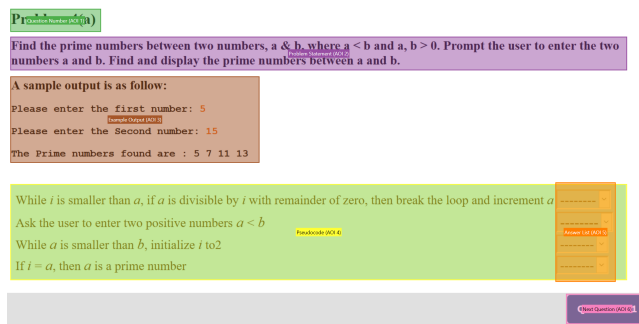 Question Number (AOI 1)
Find the prime numbers between two numbers, a & b, where a < b and a, b > 0. Prompt the user to enter the two
Problem Statement (AOI 2)
numbers a and b. Find and display the prime numbers between a and b.
A sample output is as follow:
Please enter the first number: 5
Example Output (AOI 3)
Please enter the Second number: 15
The Prime numbers found are : 5 7 11 13
While i is smaller than a, if a is divisible by i with remainder of zero, then break the loop and increment a --------
Ask the user to enter two positive numbers a < b --------
Pseudocode (AOI 4)
Answer List (AOI 5)
While a is smaller than b, initialize i to2 --------
If i = a, then a is a prime number --------
Next Question (AOI 6)